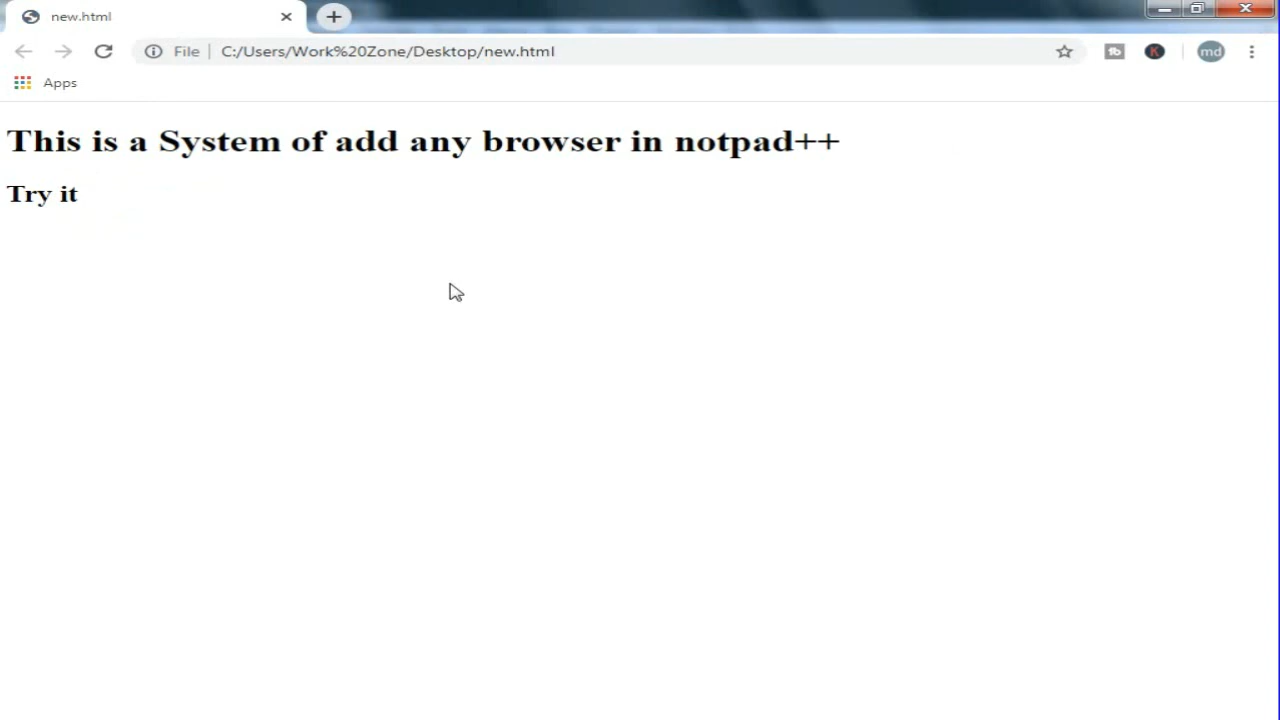 new.html
File | C:/Users/Work%20Zone/Desktop/new.html
md
Apps
This is a System of add any browser in notpad++
Try it